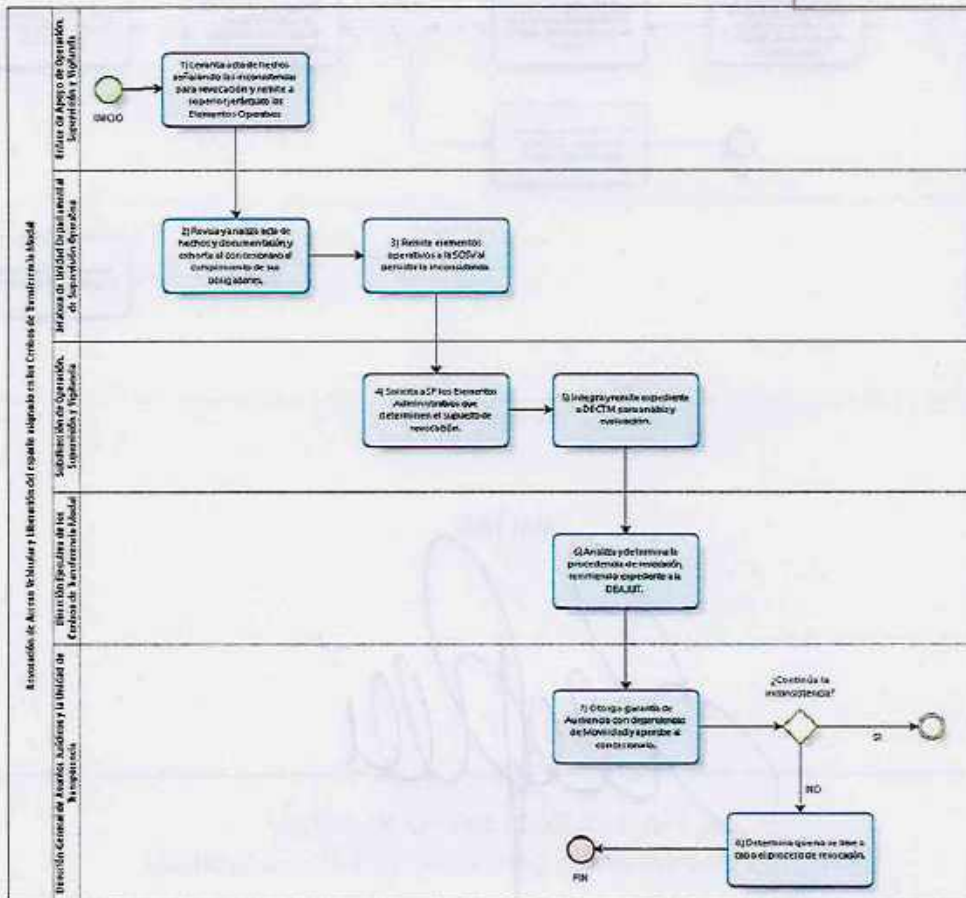 Revocación de Acceso Vehicular y Liberación del espacio asignado en los Centros de Transferencia Modal
Enlace de Apoyo de Operación,
Supervisión y Vigilancia.
INICIO
1) Levanta acta de hechos
señalando las inconsistencias
para revocación y remite a
superior jerárquico los
Elementos Operativos
Jefatura de Unidad Departamental
de Supervisión Operativa
2) Revisa y analiza acta de
hechos y documentación, y
exhorta al concesionario al
cumplimiento de sus
obligaciones.
3) Remite elementos
operativos a la SOSV al
persistir la inconsistencia.
Subdirección de Operación,
Supervisión y Vigilancia
4) Solicita a SP los Elementos
Administrativos que
determinen el supuesto de
revocación.
5) Integra y remite expediente
a DECTM para análisis y
evaluación.
Dirección Ejecutiva de los
Centros de Transferencia Modal
6) Analiza y determina la
procedencia de revocación,
remitiendo expediente a la
Dirección General de Asuntos Jurídicos y la Unidad de
Transparencia
7) Otorga garantía de
Audiencia con dependencias
de Movilidad y apercibe al
concesionario.
¿Continúa la
inconsistencia?
SI
NO
8) Determina que no se lleve a
cabo el proceso de revocación.
FIN